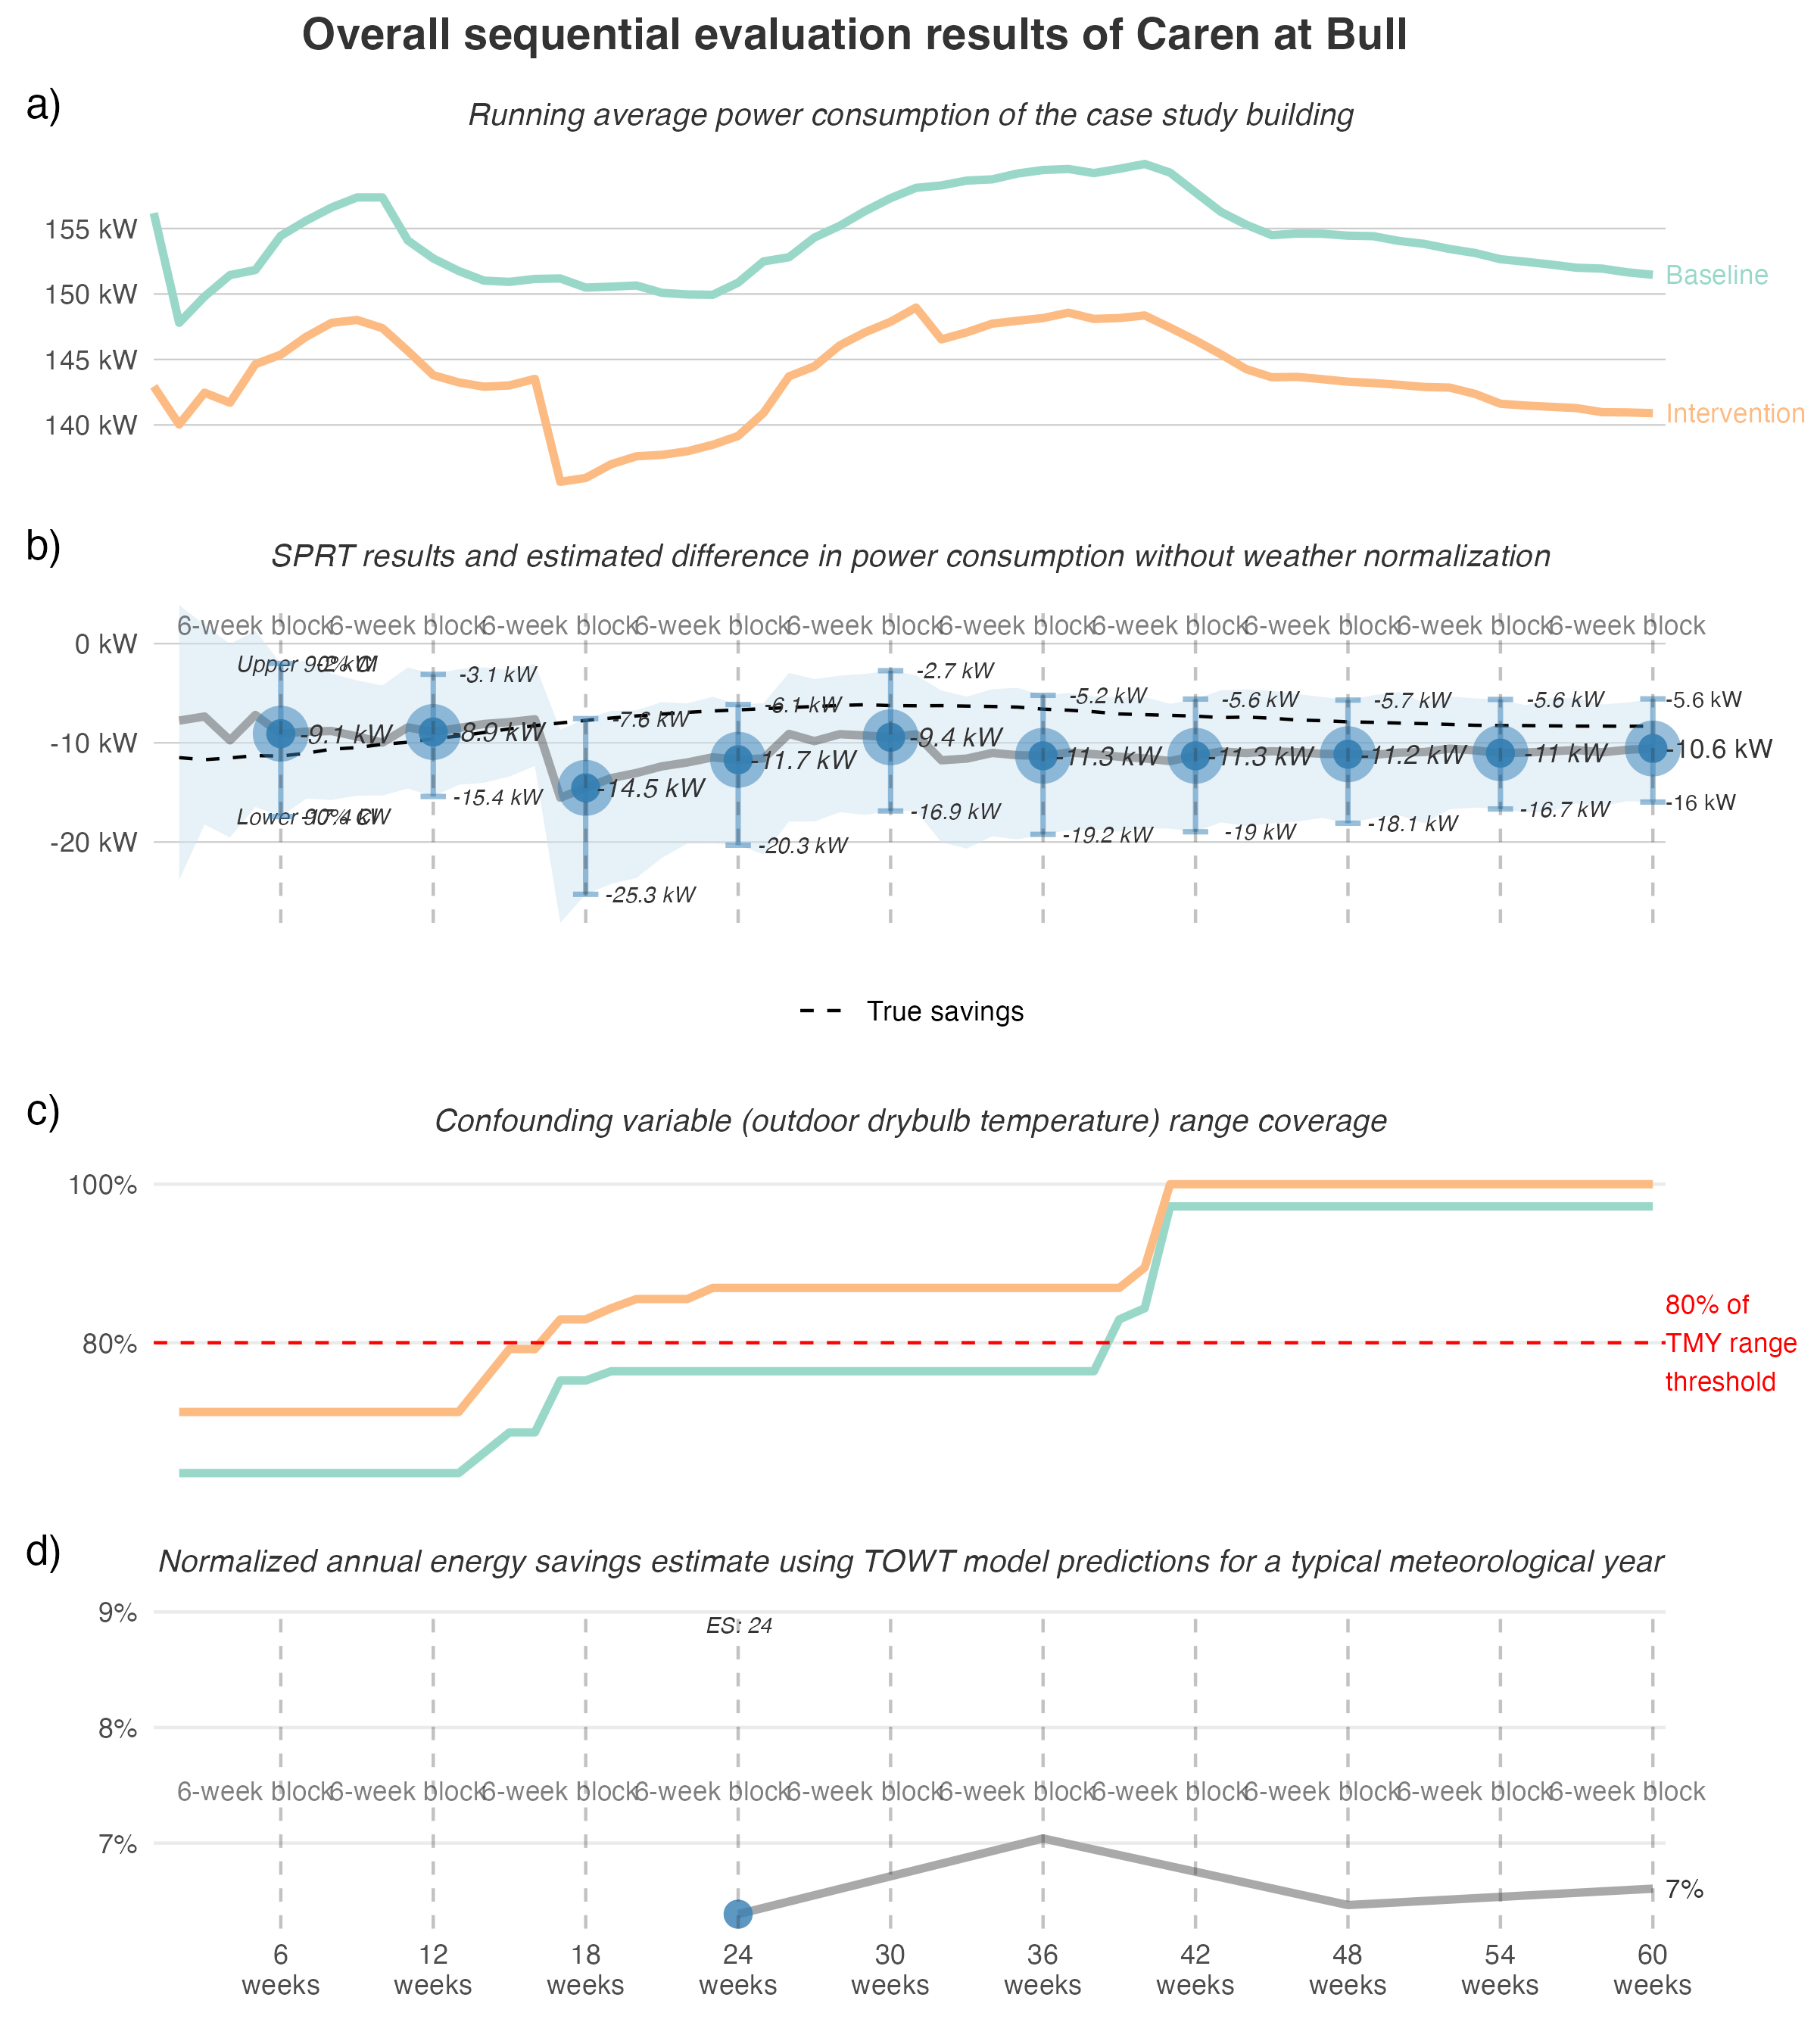 Overall sequential evaluation results of Caren at Bull
a)
Running average power consumption of the case study building
155 kW
150 kW
145 kW
140 kW
Baseline
Intervention
b)
SPRT results and estimated difference in power consumption without weather normalization
6-week block 6-week block 6-week block 6-week block 6-week block 6-week block 6-week block 6-week block 6-week block 6-week block
0 kW
-10 kW
-20 kW
Upper 90% CI
-2 kW
-3.1 kW
-7.6 kW
-6.1 kW
-2.7 kW
-5.2 kW
-5.6 kW
-5.7 kW
-5.6 kW
-5.6 kW
-9.1 kW
-8.9 kW
-14.5 kW
-11.7 kW
-9.4 kW
-11.3 kW
-11.3 kW
-11.2 kW
-11 kW
-10.6 kW
Lower 90% CI
-17.4 kW
-15.4 kW
-25.3 kW
-20.3 kW
-16.9 kW
-19.2 kW
-19 kW
-18.1 kW
-16.7 kW
-16 kW
True savings
c)
Confounding variable (outdoor drybulb temperature) range coverage
100%
80%
80% of
TMY range
threshold
d)
Normalized annual energy savings estimate using TOWT model predictions for a typical meteorological year
9%
ES: 24
8%
6-week block 6-week block 6-week block 6-week block 6-week block 6-week block 6-week block 6-week block 6-week block 6-week block
7%
7%
6 12 18 24 30 36 42 48 54 60
weeks weeks weeks weeks weeks weeks weeks weeks weeks weeks